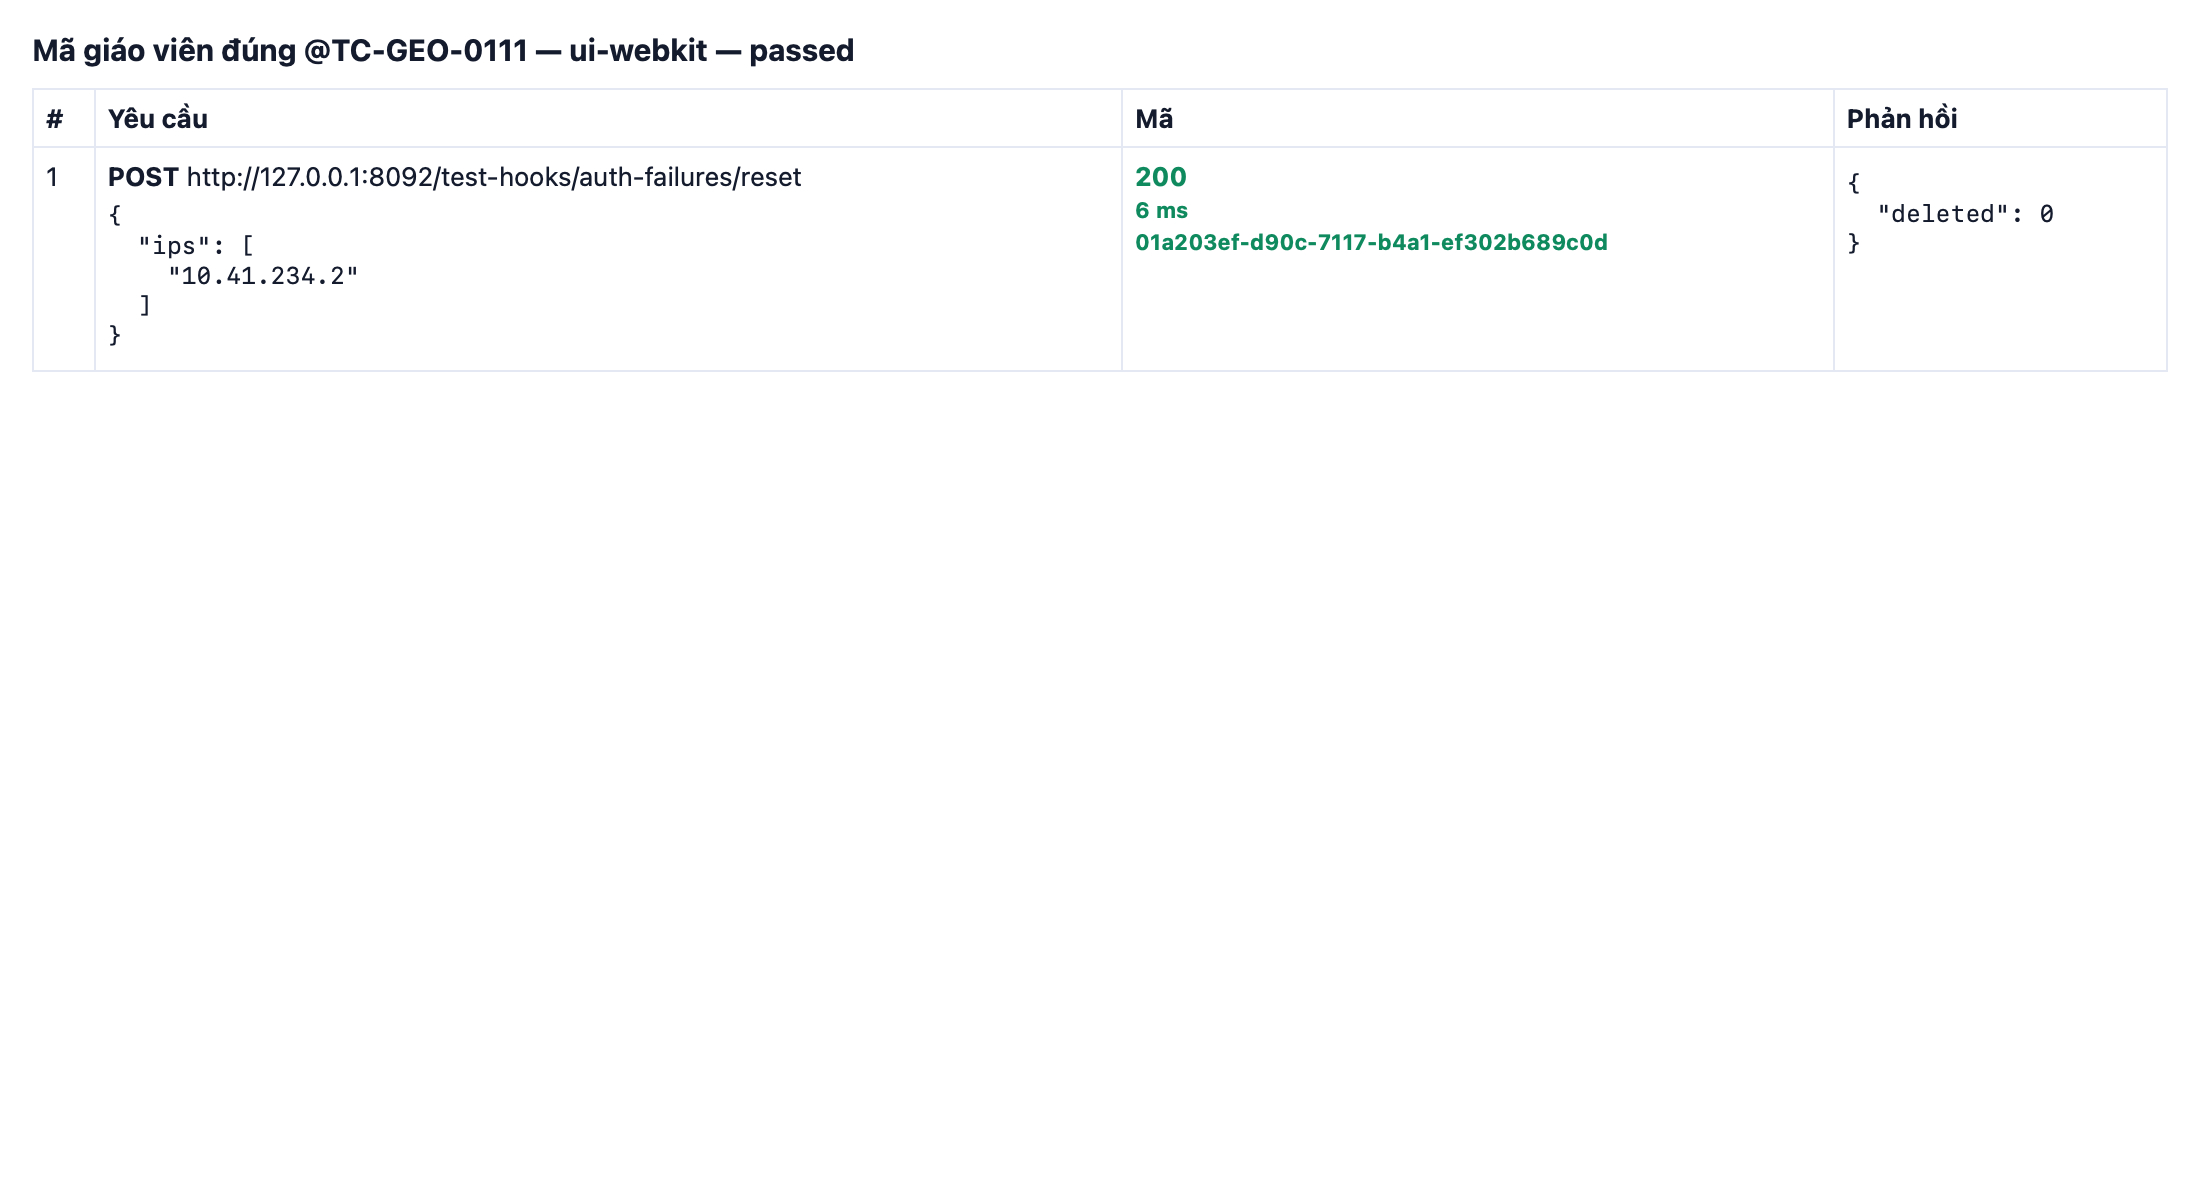 Mã giáo viên đúng @TC-GEO-0111 — ui-webkit — passed
# Yêu cầu Mã Phản hồi
1 POST http://127.0.0.1:8092/test-hooks/auth-failures/reset
{
"ips": [
"10.41.234.2"
]
}
200
6 ms
01a203ef-d90c-7117-b4a1-ef302b689c0d
{
"deleted": 0
}